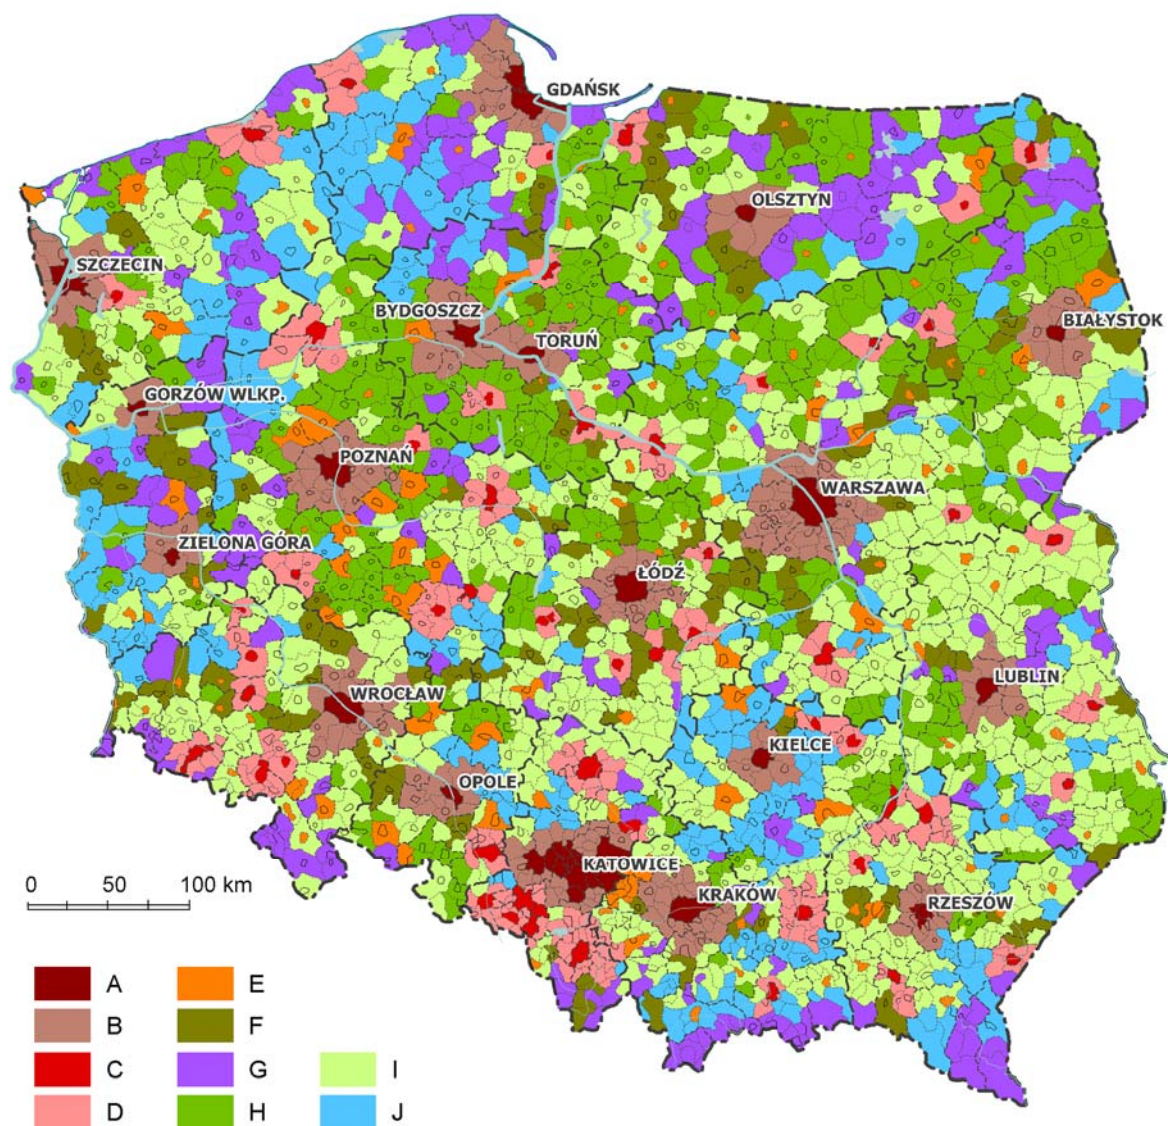 GDAŃSK
OLSZTYN
SZCZECIN
BYDGOSZCZ
BIAŁYSTOK
TORUŃ
GORZÓW WLKP.
POZNAŃ
WARSZAWA
ZIELONA GÓRA
ŁÓDŹ
LUBLIN
WROCŁAW
KIELCE
OPOLE
KATOWICE
KRAKÓW
RZESZÓW
0 50 100 km
A E
B F
C G I
D H J